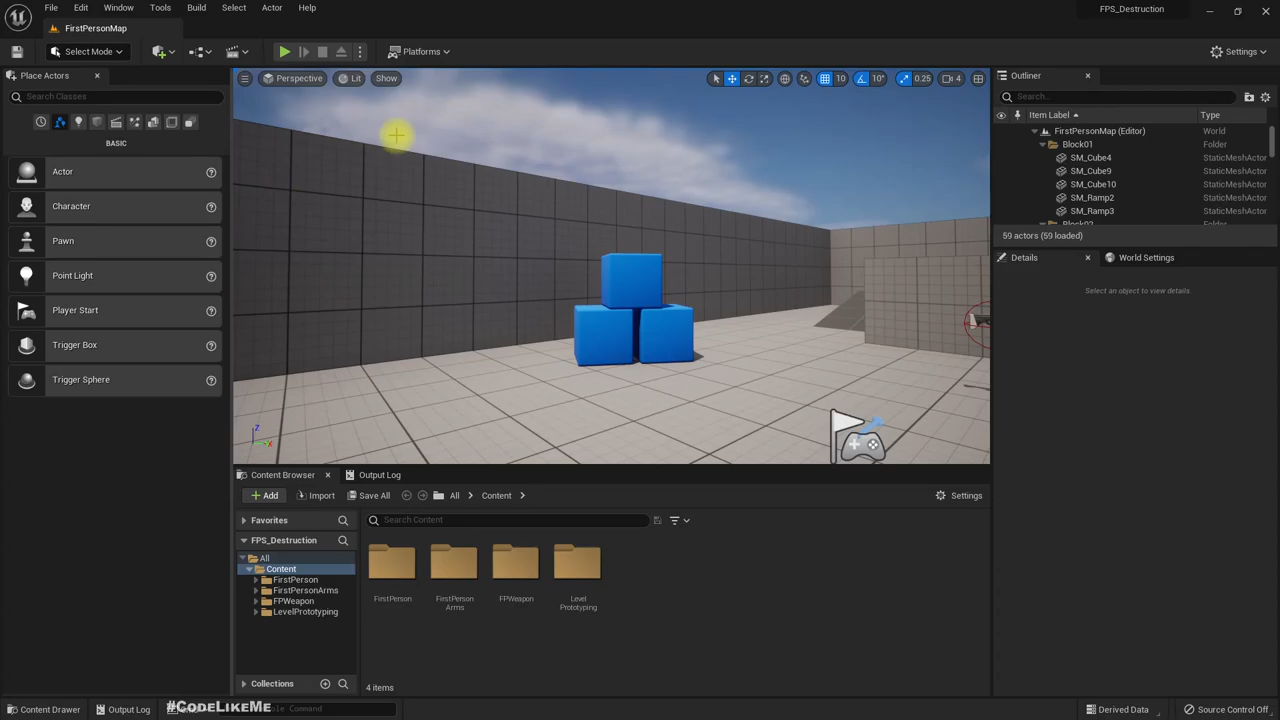 File Edit Window Tools Build Select Actor Help
FPS_Destruction
FirstPersonMap
Select Mode
Platforms
Settings
Place Actors
Search Classes
BASIC
Actor
Character
Pawn
Point Light
Player Start
Trigger Box
Trigger Sphere
Perspective Lit Show
10 10° 0.25 4
Outliner
Search...
Item Label Type
FirstPersonMap (Editor) World
Block01 Folder
SM_Cube4 StaticMeshActor
SM_Cube9 StaticMeshActor
SM_Cube10 StaticMeshActor
SM_Ramp2 StaticMeshActor
SM_Ramp3 StaticMeshActor
59 actors (59 loaded)
Details World Settings
Select an object to view details
Z
Content Browser Output Log
Add Import Save All All Content Settings
Favorites
Search Content
FPS_Destruction
All
Content
FirstPerson
FirstPersonArms
FPWeapon
LevelPrototyping
FirstPerson
FirstPerson
Arms
FPWeapon
Level
Prototyping
Collections
4 items
Content Drawer Output Log
#CodeLikeMe
Derived Data Source Control Off